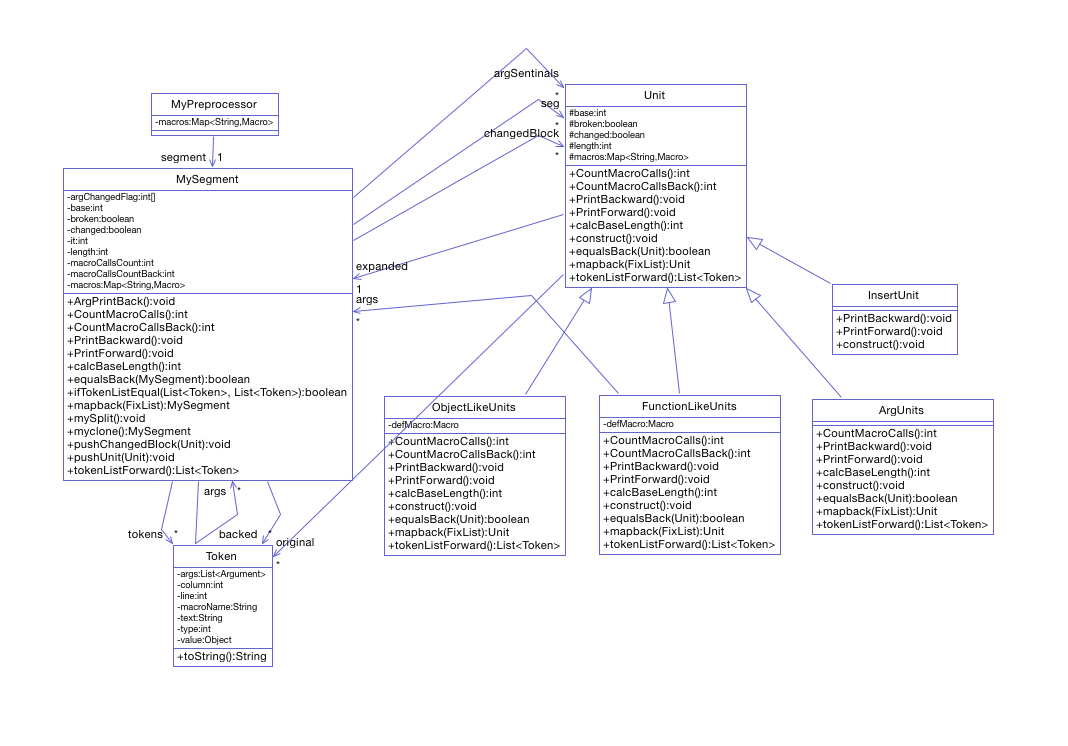 MyPreprocessor
-macros:Map<String,Macro>
segment 1
MySegment
-argChangedFlag:int[]
-base:int
-broken:boolean
-changed:boolean
-it:int
-length:int
-macroCallsCount:int
-macroCallsCountBack:int
-macros:Map<String,Macro>
+ArgPrintBack():void
+CountMacroCalls():int
+CountMacroCallsBack():int
+PrintBackward():void
+PrintForward():void
+calcBaseLength():int
+equalsBack(MySegment):boolean
+ifTokenListEqual(List<Token>, List<Token>):boolean
+mapback(FixList):MySegment
+mySplit():void
+myclone():MySegment
+pushChangedBlock(Unit):void
+pushUnit(Unit):void
+tokenListForward():List<Token>
argSentinals
*
seg
*
changedBlock
*
Unit
#base:int
#broken:boolean
#changed:boolean
#length:int
#macros:Map<String,Macro>
+CountMacroCalls():int
+CountMacroCallsBack():int
+PrintBackward():void
+PrintForward():void
+calcBaseLength():int
+construct():void
+equalsBack(Unit):boolean
+mapback(FixList):Unit
+tokenListForward():List<Token>
expanded
1
args
*
InsertUnit
+PrintBackward():void
+PrintForward():void
+construct():void
ObjectLikeUnits
-defMacro:Macro
+CountMacroCalls():int
+CountMacroCallsBack():int
+PrintBackward():void
+PrintForward():void
+calcBaseLength():int
+construct():void
+equalsBack(Unit):boolean
+mapback(FixList):Unit
+tokenListForward():List<Token>
FunctionLikeUnits
-defMacro:Macro
+CountMacroCalls():int
+CountMacroCallsBack():int
+PrintBackward():void
+PrintForward():void
+calcBaseLength():int
+construct():void
+equalsBack(Unit):boolean
+mapback(FixList):Unit
+tokenListForward():List<Token>
ArgUnits
+CountMacroCalls():int
+PrintBackward():void
+PrintForward():void
+calcBaseLength():int
+construct():void
+equalsBack(Unit):boolean
+mapback(FixList):Unit
+tokenListForward():List<Token>
args *
tokens * backed *
original
*
Token
-args:List<Argument>
-column:int
-line:int
-macroName:String
-text:String
-type:int
-value:Object
+toString():String